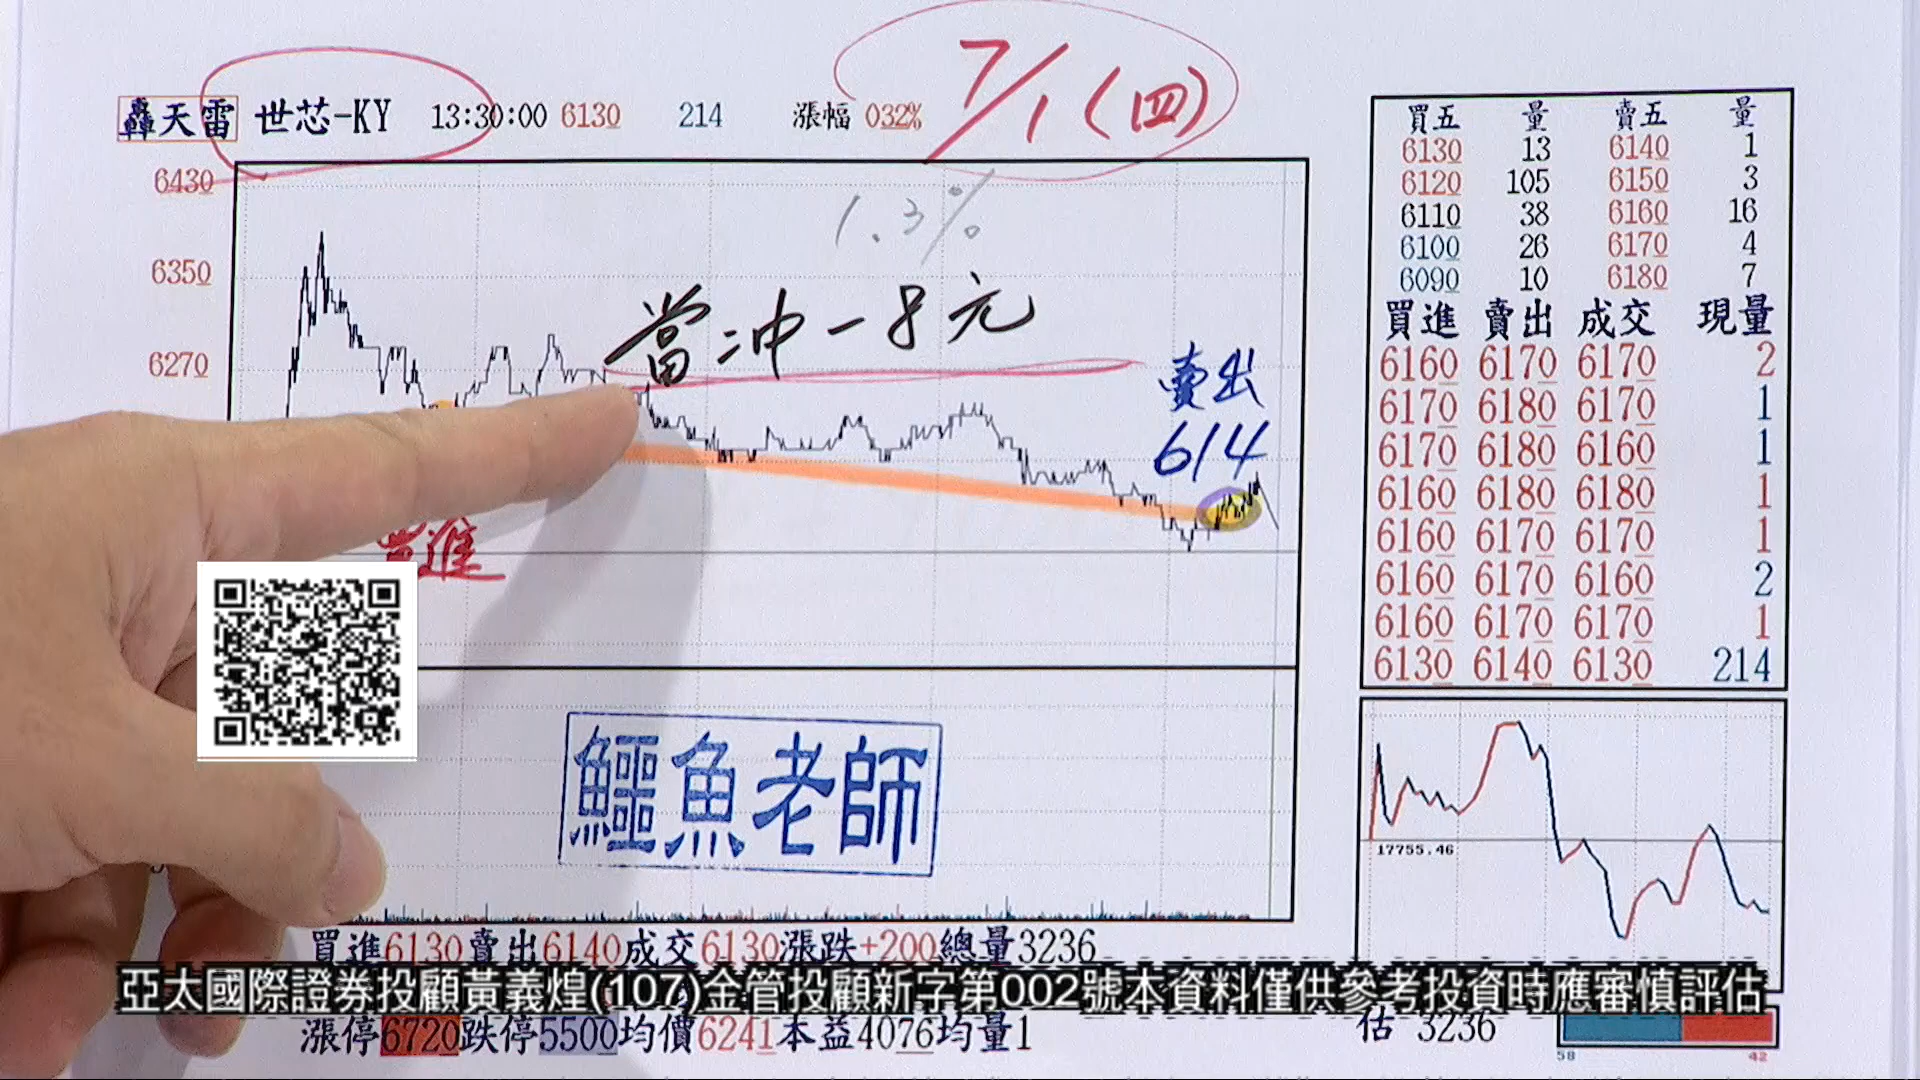 轟天雷 世芯-KY 13:30:00 6130 214 漲幅 032%
7/1(四)
6430
6350
6270
1.3%
當沖-8元
賣出
614
進
鱷魚老師
買五 量 賣五 量
6130 13 6140 1
6120 105 6150 3
6110 38 6160 16
6100 26 6170 4
6090 10 6180 7
買進 賣出 成交 現量
6160 6170 6170 2
6170 6180 6170 1
6170 6180 6160 1
6160 6180 6180 1
6160 6170 6170 1
6160 6170 6160 2
6160 6170 6170 1
6130 6140 6130 214
17755.46
買進6130賣出6140成交6130漲跌+200總量3236
亞太國際證券投顧黃義煌(107)金管投顧新字第002號本資料僅供參考投資時應審慎評估
漲停6720跌停5500均價6241本益4076均量1
估 3236
58 42